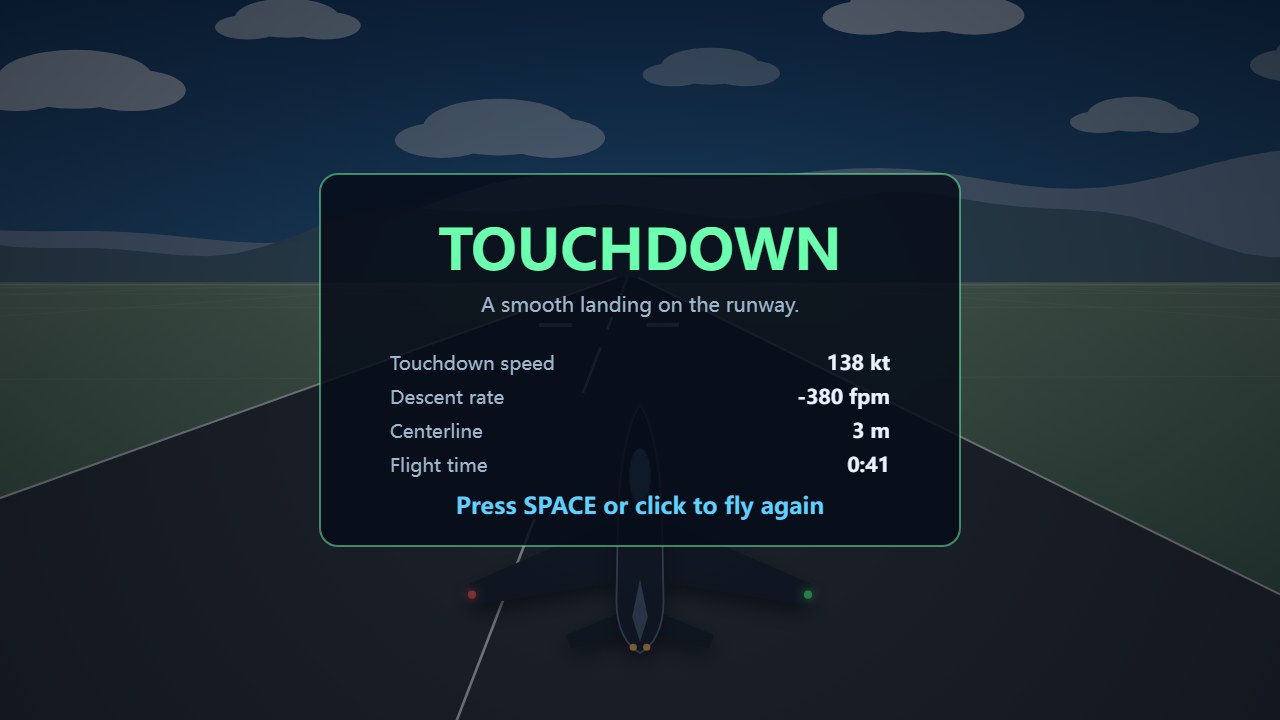 TOUCHDOWN
A smooth landing on the runway.
Touchdown speed 138 kt
Descent rate -380 fpm
Centerline 3 m
Flight time 0:41
Press SPACE or click to fly again